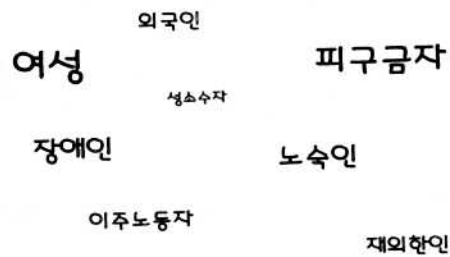 외국인
여성
피구금자
성소수자
장애인
노숙인
이주노동자
재외한인